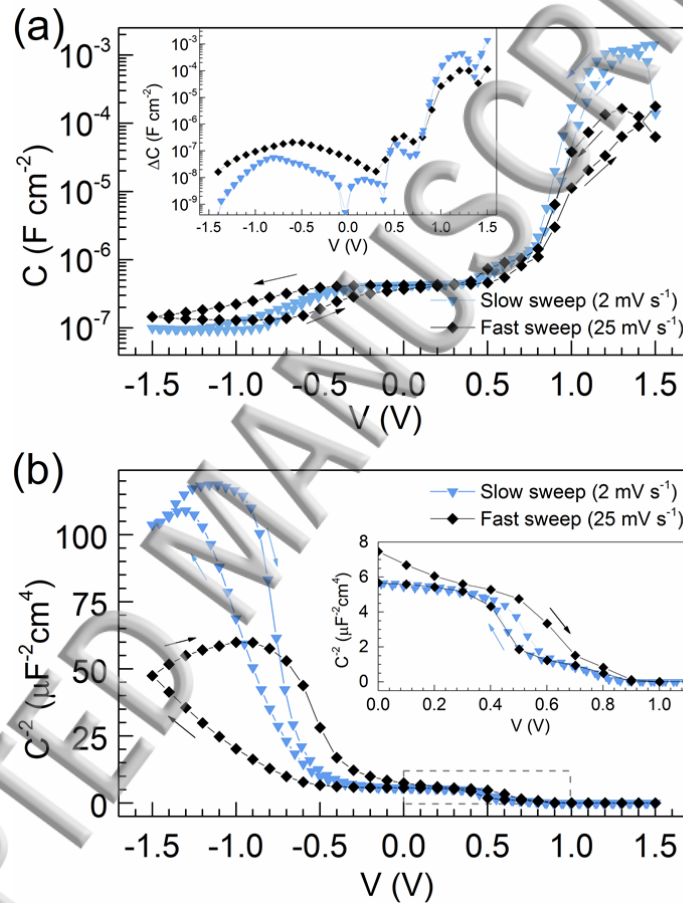 (a)
10⁻³
10⁻⁴
10⁻⁵
10⁻⁶
10⁻⁷
C (F cm⁻²)
10⁻³
10⁻⁴
10⁻⁵
10⁻⁶
10⁻⁷
10⁻⁸
10⁻⁹
ΔC (F cm⁻²)
-1.5 -1.0 -0.5 0.0 0.5 1.0 1.5
V (V)
Slow sweep (2 mV s⁻¹)
Fast sweep (25 mV s⁻¹)
-1.5 -1.0 -0.5 0.0 0.5 1.0 1.5
V (V)
(b)
Slow sweep (2 mV s⁻¹)
Fast sweep (25 mV s⁻¹)
100
75
50
25
0
C⁻² (μF⁻²cm⁴)
8
6
4
2
0
C⁻² (μF⁻²cm⁴)
0.0 0.2 0.4 0.6 0.8 1.0
V (V)
-1.5 -1.0 -0.5 0.0 0.5 1.0 1.5
V (V)
PTED MANUSCRI